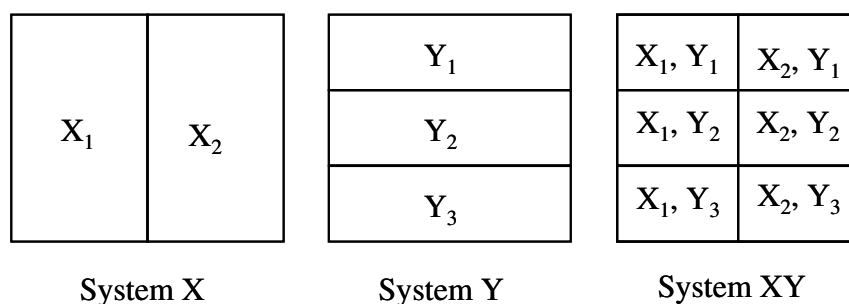 X₁
X₂
Y₁
Y₂
Y₃
X₁, Y₁
X₂, Y₁
X₁, Y₂
X₂, Y₂
X₁, Y₃
X₂, Y₃
System X
System Y
System XY